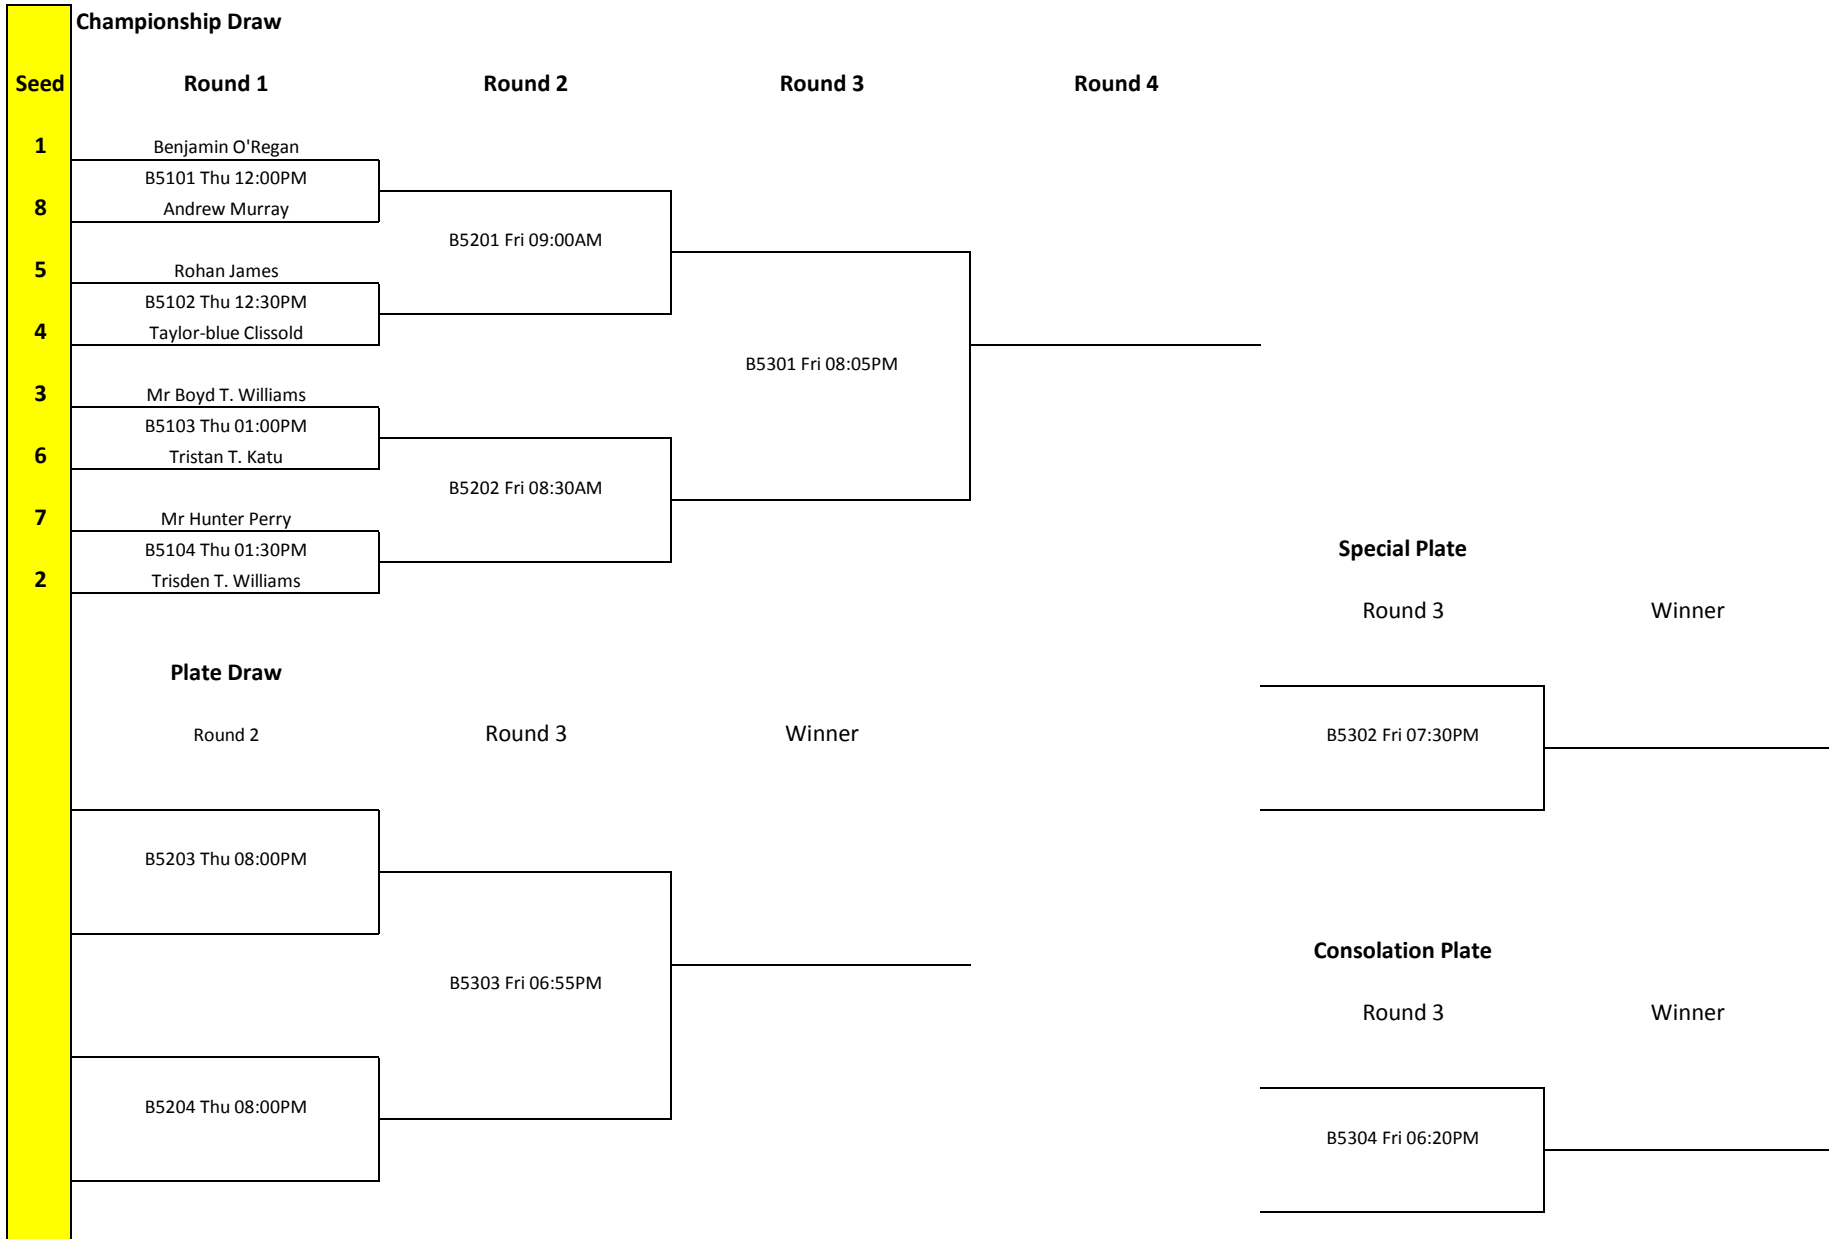 Championship Draw
Seed Round 1 Round 2 Round 3 Round 4
1 Benjamin O'Regan
B5101 Thu 12:00PM
8 Andrew Murray
B5201 Fri 09:00AM
5 Rohan James
B5102 Thu 12:30PM
4 Taylor-blue Clissold
B5301 Fri 08:05PM
3 Mr Boyd T. Williams
B5103 Thu 01:00PM
6 Tristan T. Katu
B5202 Fri 08:30AM
7 Mr Hunter Perry
B5104 Thu 01:30PM Special Plate
2 Trisden T. Williams
Round 3 Winner
Plate Draw
Round 2 Round 3 Winner B5302 Fri 07:30PM
B5203 Thu 08:00PM
Consolation Plate
B5303 Fri 06:55PM
Round 3 Winner
B5204 Thu 08:00PM
B5304 Fri 06:20PM